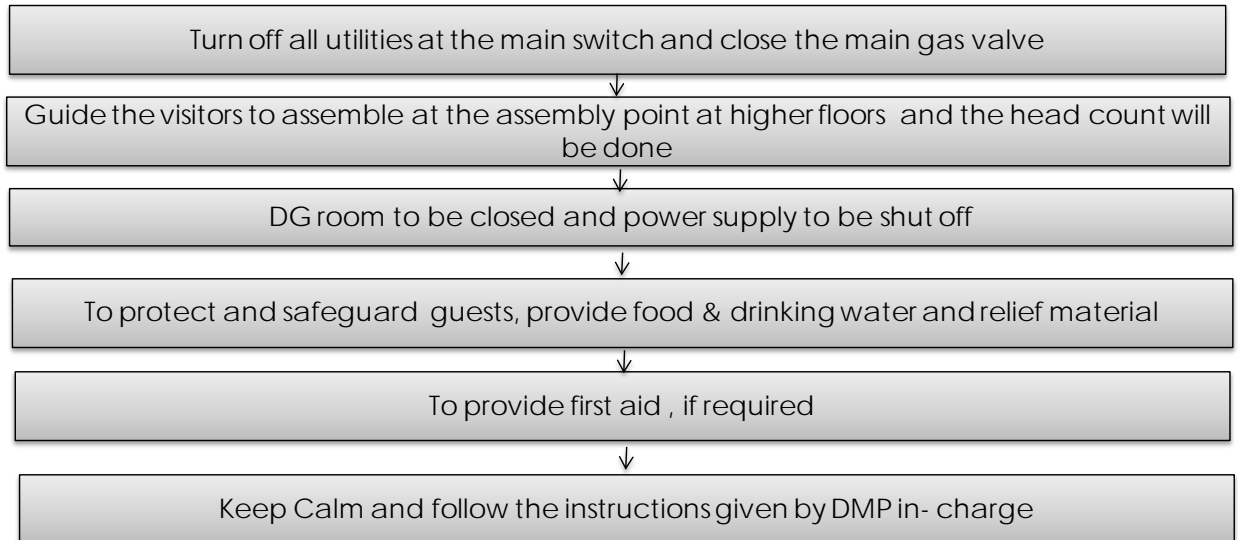 Turn off all utilities at the main switch and close the main gas valve
Guide the visitors to assemble at the assembly point at higher floors and the head count will
be done
DG room to be closed and power supply to be shut off
To protect and safeguard guests, provide food & drinking water and relief material
To provide first aid , if required
Keep Calm and follow the instructions given by DMP in- charge